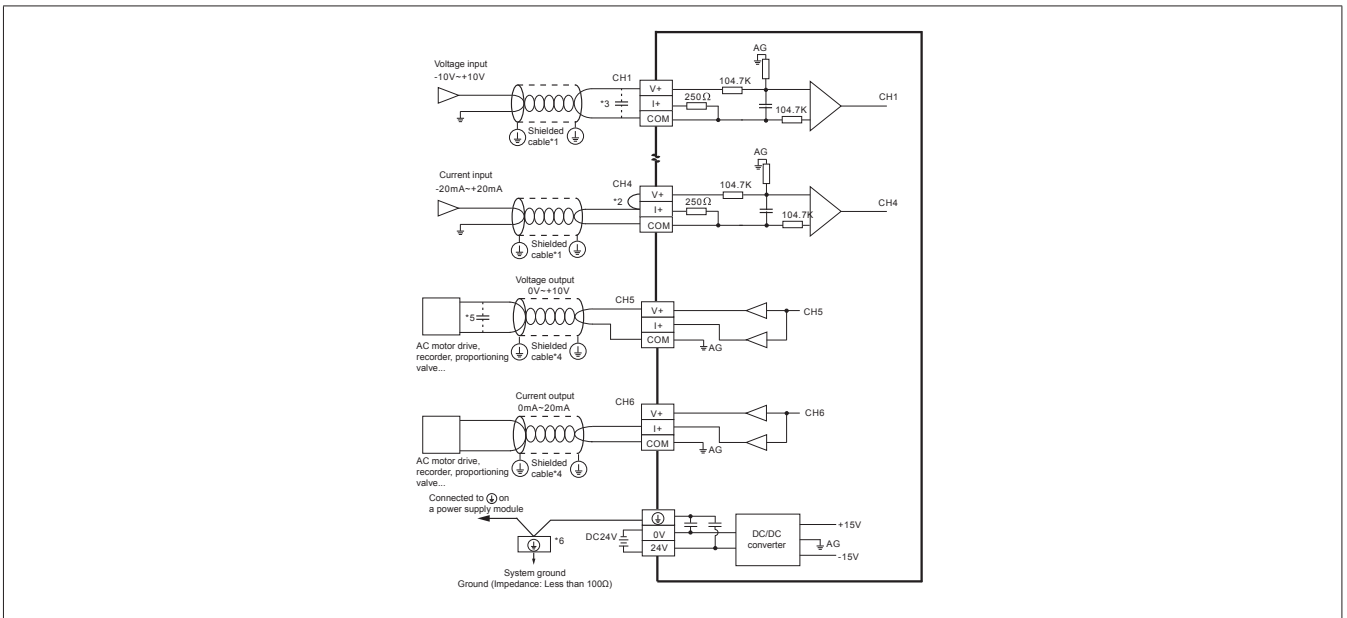 Voltage input
-10V~+10V
CH1
*3
Shielded
cable*1
V+
I+
COM
250Ω
104.7K
AG
104.7K
CH1
Current input
-20mA~+20mA
CH4
*2
Shielded
cable*1
V+
I+
COM
250Ω
104.7K
AG
104.7K
CH4
Voltage output
0V~+10V
CH5
*5
AC motor drive,
recorder, proportioning
valve...
Shielded
cable*4
V+
I+
COM
AG
CH5
Current output
0mA~20mA
CH6
AC motor drive,
recorder, proportioning
valve...
Shielded
cable*4
V+
I+
COM
AG
CH6
Connected to on
a power supply module
*6
System ground
Ground (Impedance: Less than 100Ω)
DC24V
0V
24V
DC/DC
converter
+15V
AG
-15V